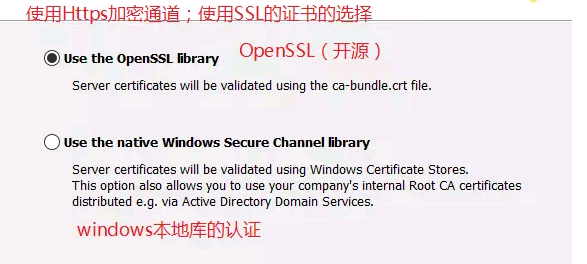 使用Https加密通道；使用SSL的证书的选择
OpenSSL（开源）
Use the OpenSSL library
Server certificates will be validated using the ca-bundle.crt file.
Use the native Windows Secure Channel library
Server certificates will be validated using Windows Certificate Stores.
This option also allows you to use your company's internal Root CA certificates
distributed e.g. via Active Directory Domain Services.
windows本地库的认证